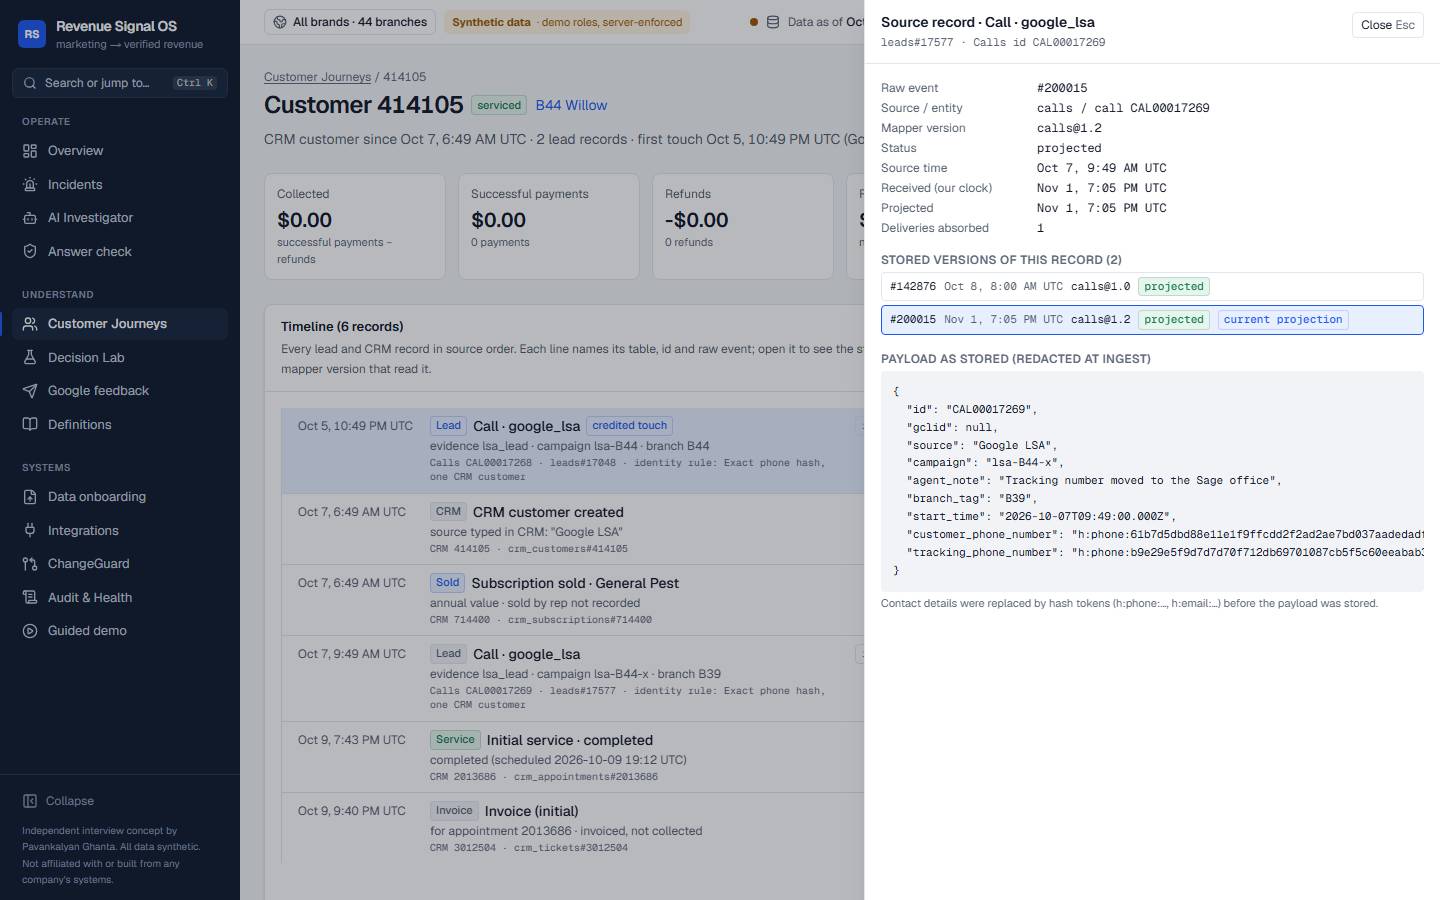 RS
Revenue Signal OS
marketing → verified revenue
Search or jump to...
Ctrl K
OPERATE
Overview
Incidents
AI Investigator
Answer check
UNDERSTAND
Customer Journeys
Decision Lab
Google feedback
Definitions
SYSTEMS
Data onboarding
Integrations
ChangeGuard
Audit & Health
Guided demo
Collapse
Independent interview concept by
Pavankalyan Ghanta. All data synthetic.
Not affiliated with or built from any
company's systems.
All brands · 44 branches
Synthetic data · demo roles, server-enforced
Data as of Oct
Customer Journeys / 414105
Customer 414105 serviced B44 Willow
CRM customer since Oct 7, 6:49 AM UTC · 2 lead records · first touch Oct 5, 10:49 PM UTC (Go
Collected
$0.00
successful payments −
refunds
Successful payments
$0.00
0 payments
Refunds
-$0.00
0 refunds
Timeline (6 records)
Every lead and CRM record in source order. Each line names its table, id and raw event; open it to see the
mapper version that read it.
Oct 5, 10:49 PM UTC Lead Call · google_lsa credited touch
evidence lsa_lead · campaign lsa-B44 · branch B44
Calls CAL00017268 · leads#17048 · identity rule: Exact phone hash,
one CRM customer
Oct 7, 6:49 AM UTC CRM CRM customer created
source typed in CRM: "Google LSA"
CRM 414105 · crm_customers#414105
Oct 7, 6:49 AM UTC Sold Subscription sold · General Pest
annual value · sold by rep not recorded
CRM 714400 · crm_subscriptions#714400
Oct 7, 9:49 AM UTC Lead Call · google_lsa
evidence lsa_lead · campaign lsa-B44-x · branch B39
Calls CAL00017269 · leads#17577 · identity rule: Exact phone hash,
one CRM customer
Oct 9, 7:43 PM UTC Service Initial service · completed
completed (scheduled 2026-10-09 19:12 UTC)
CRM 2013686 · crm_appointments#2013686
Oct 9, 9:40 PM UTC Invoice Invoice (initial)
for appointment 2013686 · invoiced, not collected
CRM 3012504 · crm_tickets#3012504
Source record · Call · google_lsa
leads#17577 · Calls id CAL00017269
Close Esc
Raw event #200015
Source / entity calls / call CAL00017269
Mapper version calls@1.2
Status projected
Source time Oct 7, 9:49 AM UTC
Received (our clock) Nov 1, 7:05 PM UTC
Projected Nov 1, 7:05 PM UTC
Deliveries absorbed 1
STORED VERSIONS OF THIS RECORD (2)
#142876 Oct 8, 8:00 AM UTC calls@1.0 projected
#200015 Nov 1, 7:05 PM UTC calls@1.2 projected current projection
PAYLOAD AS STORED (REDACTED AT INGEST)
{
"id": "CAL00017269",
"gclid": null,
"source": "Google LSA",
"campaign": "lsa-B44-x",
"agent_note": "Tracking number moved to the Sage office",
"branch_tag": "B39",
"start_time": "2026-10-07T09:49:00.000Z",
"customer_phone_number": "h:phone:61b7d5dbd88e11e1f9ffcdd2f2ad2ae7bd037aadedad
"tracking_phone_number": "h:phone:b9e29e5f9d7d7d70f712db69701087cb5f5c60eeabab
}
Contact details were replaced by hash tokens (h:phone:…, h:email:…) before the payload was stored.